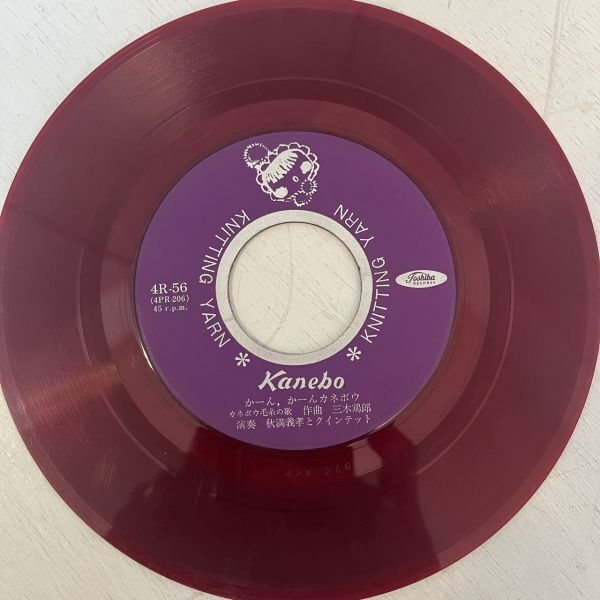 KNITTING YARN * KNITTING YARN *
Toshiba
RECORDS
4R-56
(4PR-206)
45 r.p.m.
Kanebo
かーん，かーんカネボウ
カネボウ毛糸の歌　作曲　三木鶏郎
演奏　秋満義孝とクインテット
4PR 206